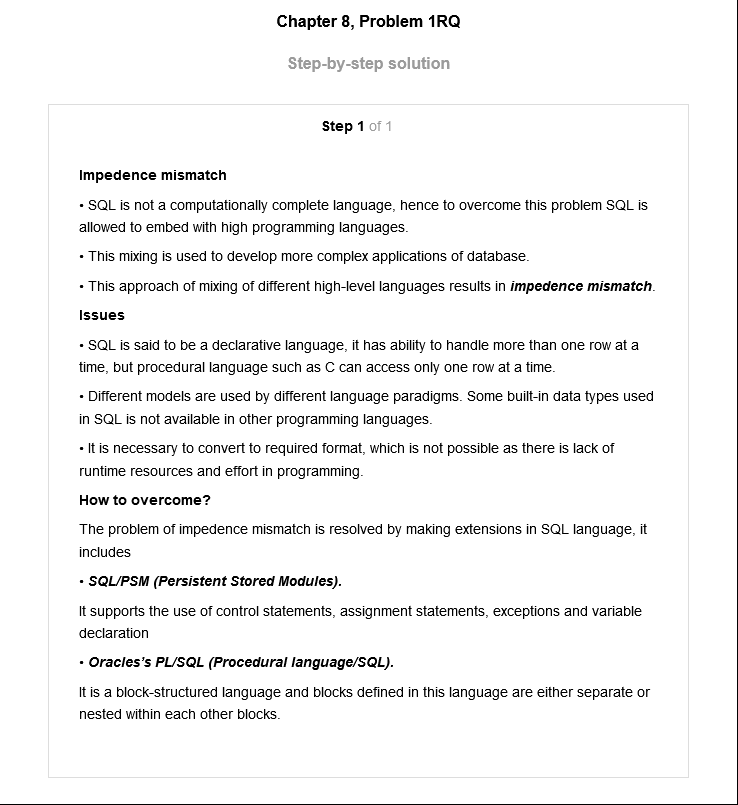 Chapter 8, Problem 1RQ
Step-by-step solution
Step 1 of 1
Impedence mismatch
• SQL is not a computationally complete language, hence to overcome this problem SQL is
allowed to embed with high programming languages.
• This mixing is used to develop more complex applications of database.
• This approach of mixing of different high-level languages results in impedence mismatch.
Issues
• SQL is said to be a declarative language, it has ability to handle more than one row at a
time, but procedural language such as C can access only one row at a time.
• Different models are used by different language paradigms. Some built-in data types used
in SQL is not available in other programming languages.
• It is necessary to convert to required format, which is not possible as there is lack of
runtime resources and effort in programming.
How to overcome?
The problem of impedence mismatch is resolved by making extensions in SQL language, it
includes
• SQL/PSM (Persistent Stored Modules).
It supports the use of control statements, assignment statements, exceptions and variable
declaration
• Oracles's PL/SQL (Procedural language/SQL).
It is a block-structured language and blocks defined in this language are either separate or
nested within each other blocks.